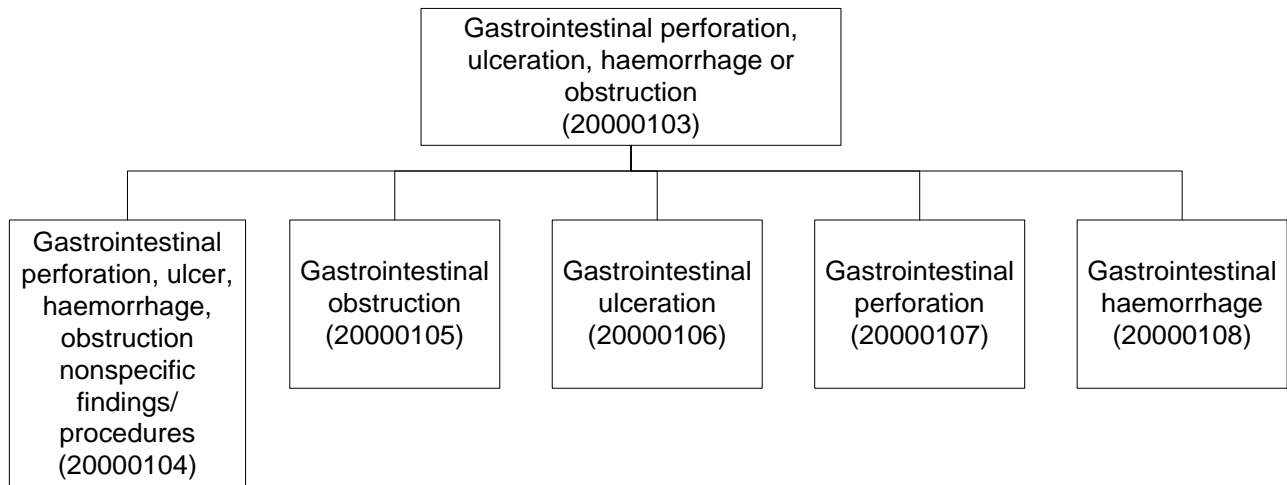 Gastrointestinal perforation,
ulceration, haemorrhage or
obstruction
(20000103)
Gastrointestinal
perforation, ulcer,
haemorrhage,
obstruction
nonspecific
findings/
procedures
(20000104)
Gastrointestinal
obstruction
(20000105)
Gastrointestinal
ulceration
(20000106)
Gastrointestinal
perforation
(20000107)
Gastrointestinal
haemorrhage
(20000108)